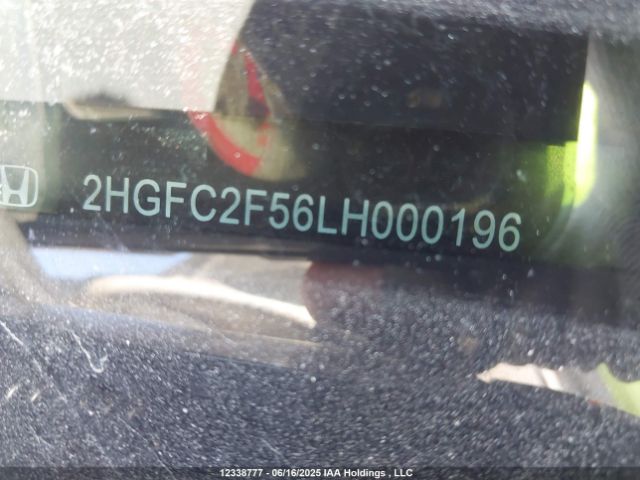 2HGFC2F56LH000196
12338777 - 06/16/2025 IAA Holdings , LLC